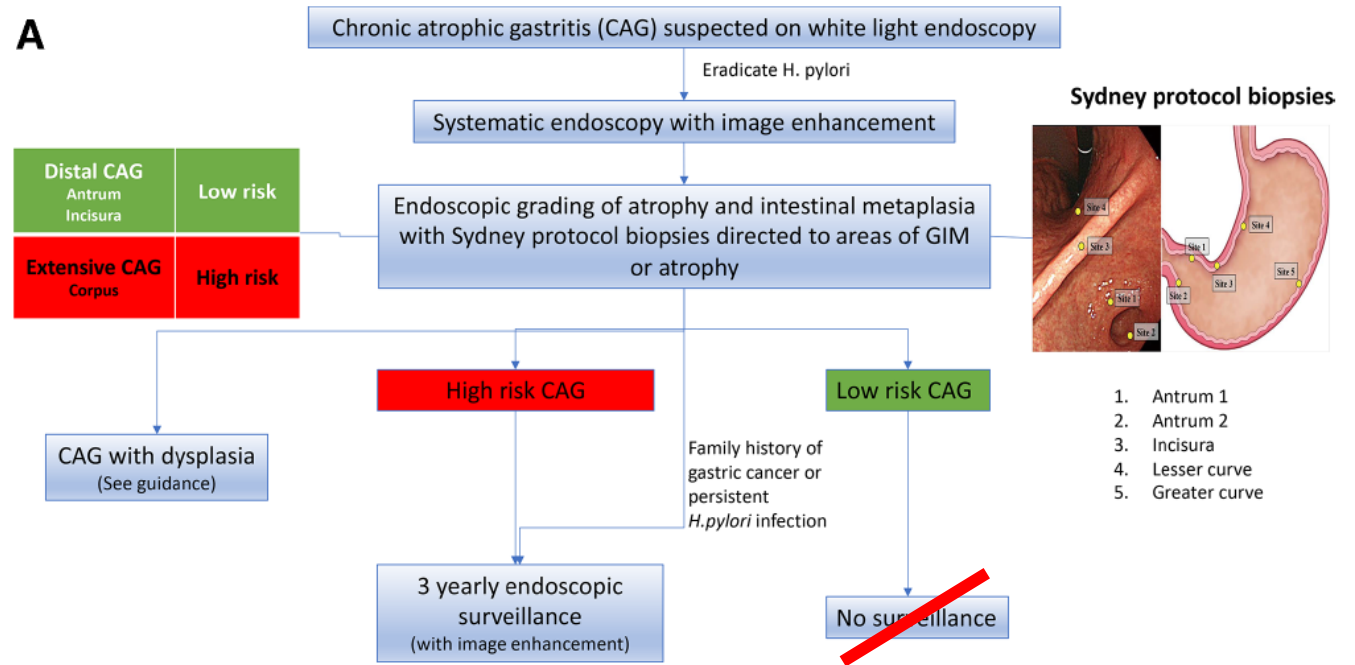 A
Chronic atrophic gastritis (CAG) suspected on white light endoscopy
Eradicate H. pylori
Systematic endoscopy with image enhancement
Distal CAG
Antrum
Incisura
Low risk
Extensive CAG
Corpus
High risk
Endoscopic grading of atrophy and intestinal metaplasia
with Sydney protocol biopsies directed to areas of GIM
or atrophy
Sydney protocol biopsies
Site 4
Site 3
Site 1
Site 2
Site 1
Site 2
Site 3
Site 4
Site 5
1. Antrum 1
2. Antrum 2
3. Incisura
4. Lesser curve
5. Greater curve
High risk CAG
Low risk CAG
CAG with dysplasia
(See guidance)
Family history of
gastric cancer or
persistent
H.pylori infection
3 yearly endoscopic
surveillance
(with image enhancement)
No surveillance